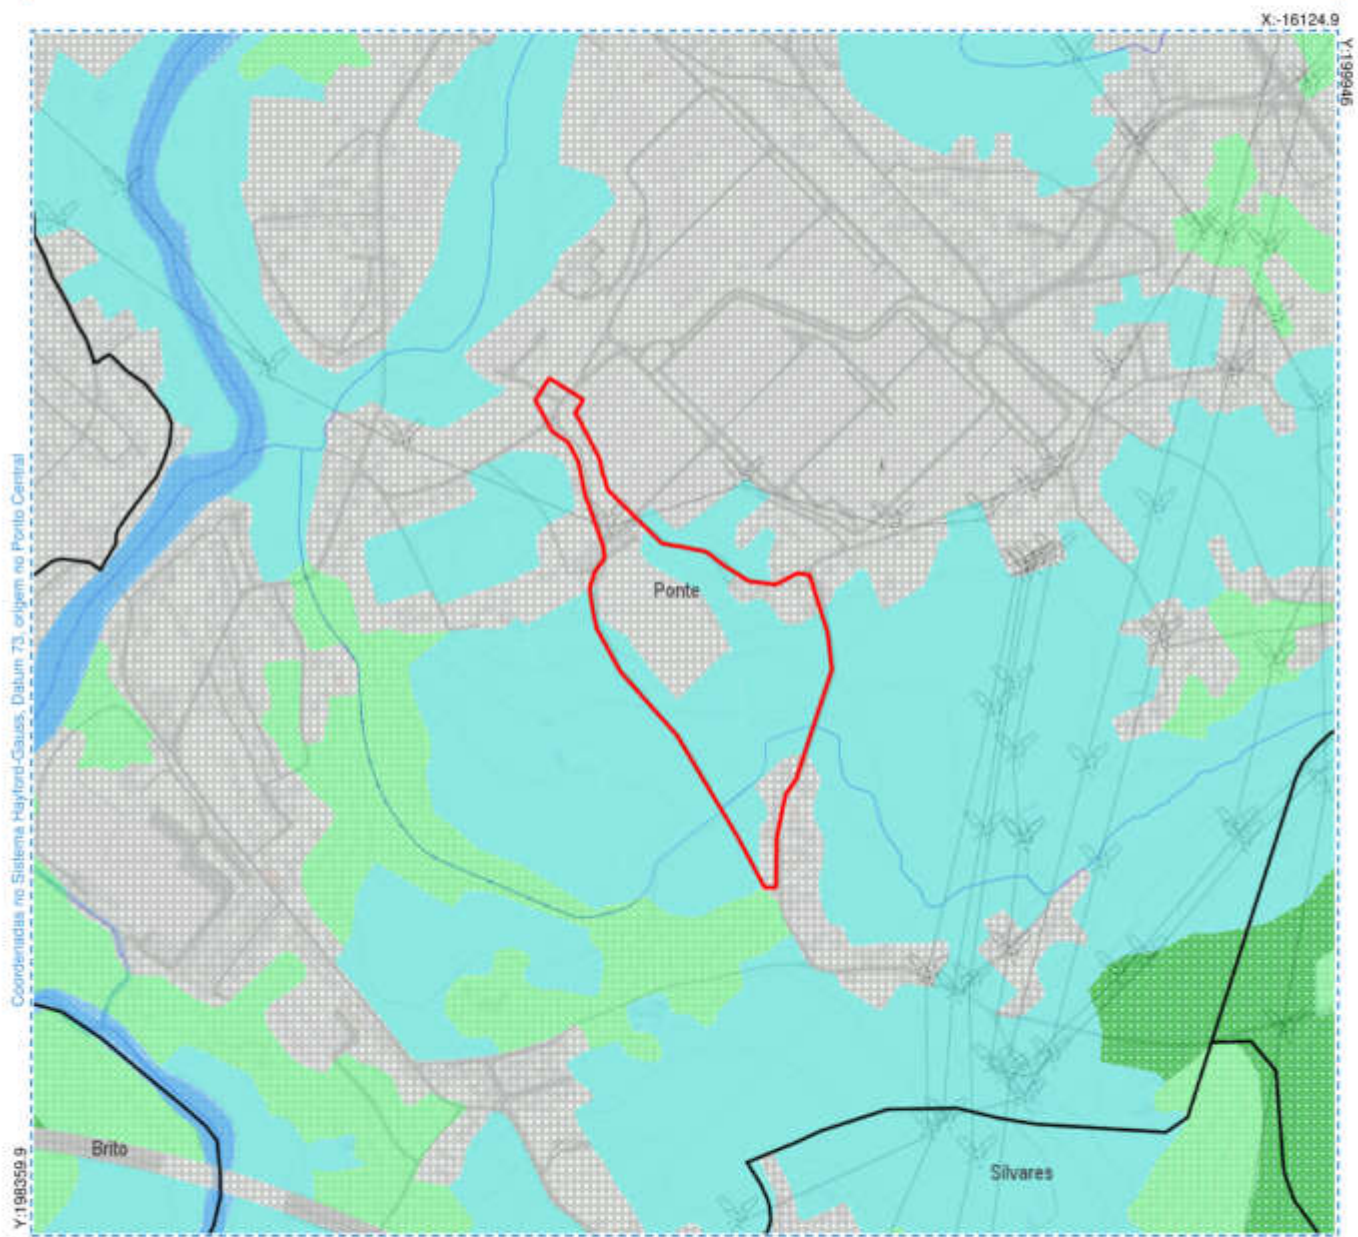 X:-16124.9
Y:199946
Coordenadas no Sistema Hayford-Gauss, Datum 73, origem no Ponto Central
Ponte
Y:198359.9
Brito
Silvares